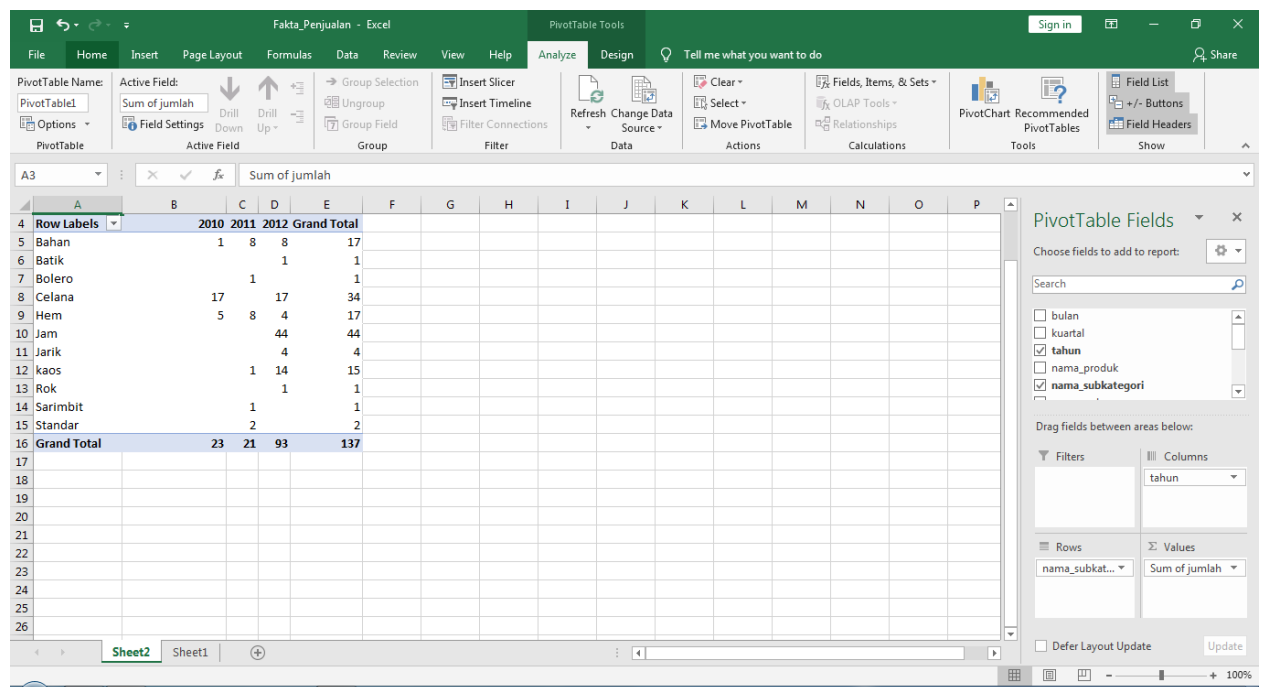 Fakta_Penjualan - Excel
PivotTable Tools
Sign in
File Home Insert Page Layout Formulas Data Review View Help Analyze Design Tell me what you want to do Share
PivotTable Name: Active Field: Group Selection Insert Slicer Clear Fields, Items, & Sets Field List
PivotTable1 Sum of jumlah Ungroup Insert Timeline Select OLAP Tools +/- Buttons
Options Field Settings Drill Down Drill Up Group Field Filter Connections Refresh Change Data Source Move PivotTable Relationships PivotChart Recommended PivotTables Field Headers
PivotTable Active Field Group Filter Data Actions Calculations Tools Show
A3 fx Sum of jumlah
A B C D E F G H I J K L M N O P
4 Row Labels 2010 2011 2012 Grand Total
5 Bahan 1 8 8 17
6 Batik 1 1
7 Bolero 1 1
8 Celana 17 17 34
9 Hem 5 8 4 17
10 Jam 44 44
11 Jarik 4 4
12 kaos 1 14 15
13 Rok 1 1
14 Sarimbit 1 1
15 Standar 2 2
16 Grand Total 23 21 93 137
17
18
19
20
21
22
23
24
25
26
Sheet2 Sheet1
PivotTable Fields
Choose fields to add to report:
Search
bulan
kuartal
tahun
nama_produk
nama_subkategori
Drag fields between areas below:
Filters Columns
tahun
Rows Σ Values
nama_subkat... Sum of jumlah
Defer Layout Update Update
100%